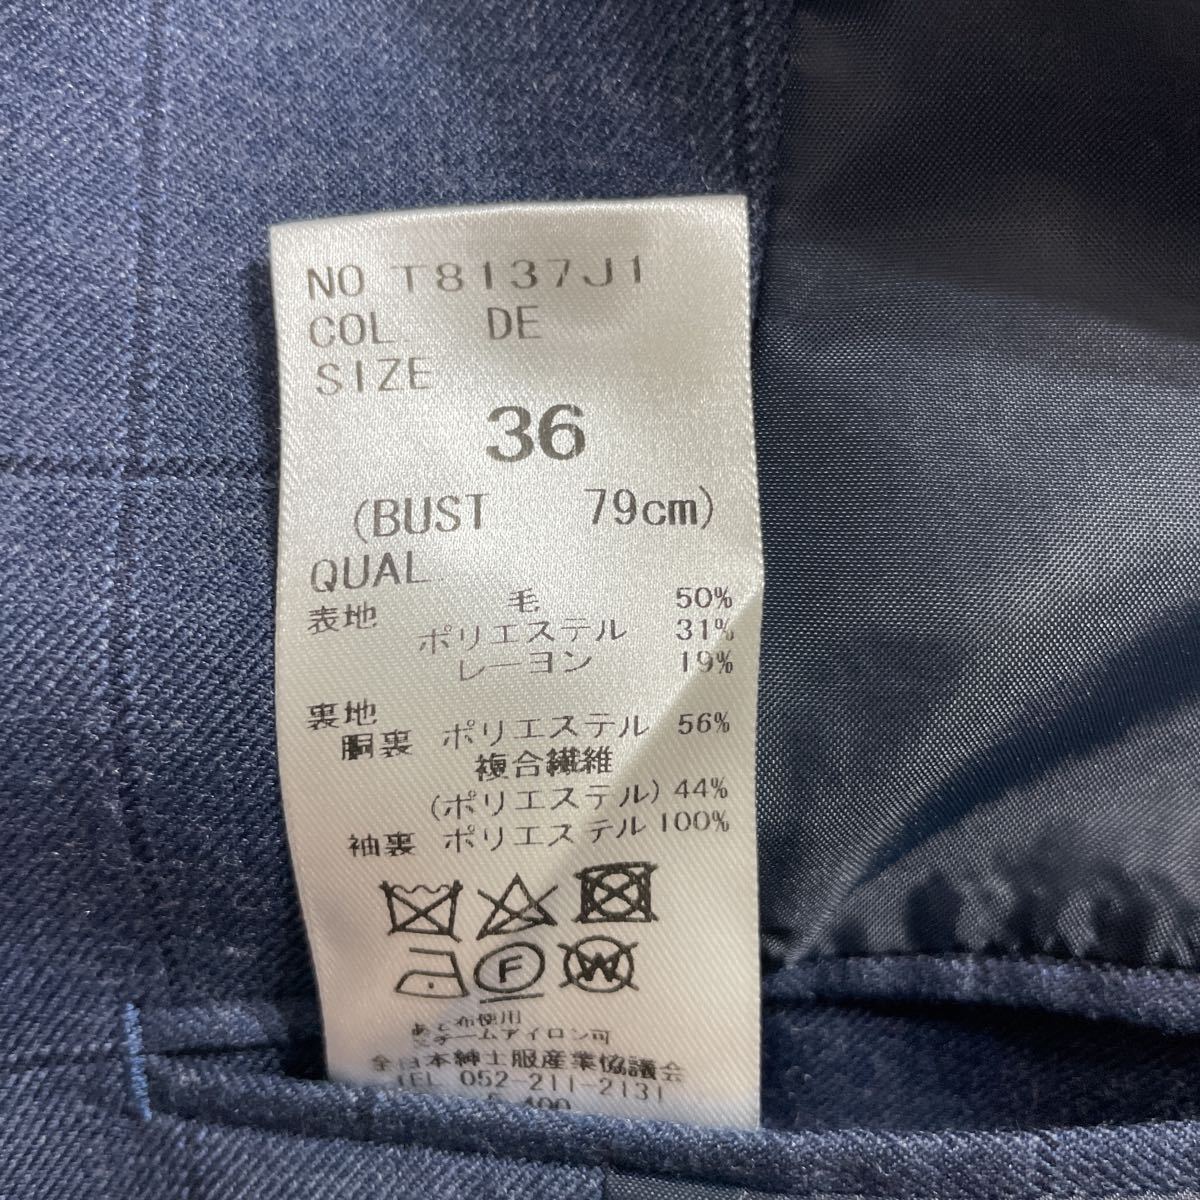 NO T8137J1
COL DE
SIZE
36
(BUST 79cm)
QUAL
表地 毛 50%
ポリエステル 31%
レーヨン 19%
裏地
胴裏 ポリエステル 56%
複合繊維
(ポリエステル) 44%
袖裏 ポリエステル 100%
F
W
あて布使用
スチームアイロン可
全日本紳士服産業協議会
TEL 052-211-2131